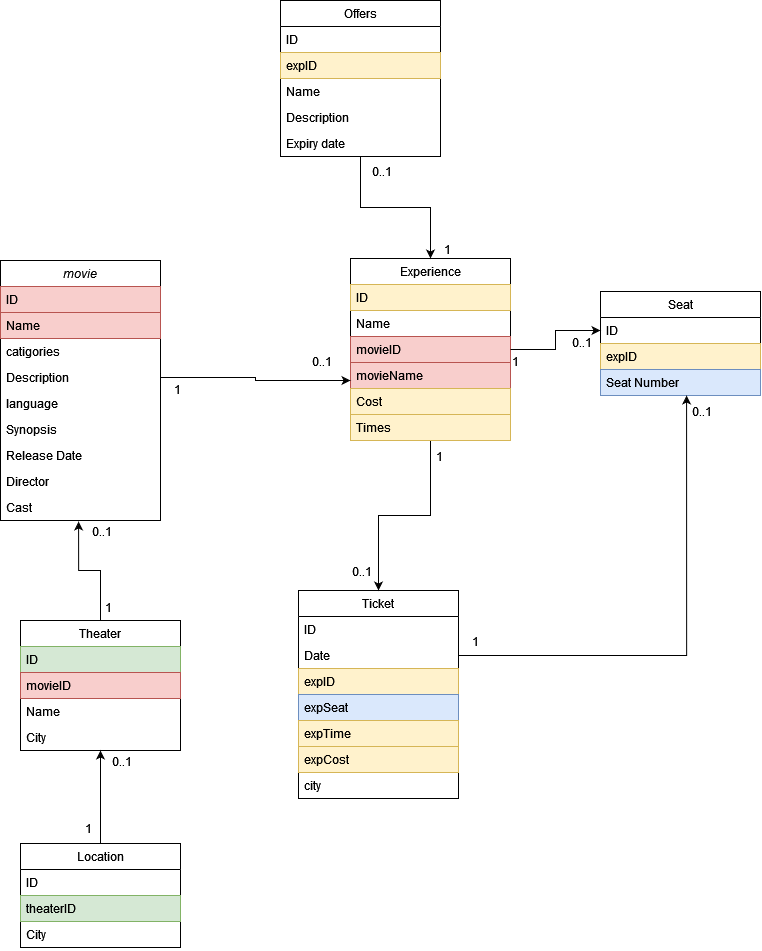 Offers
ID
expID
Name
Description
Expiry date
0..1
1
movie
ID
Name
catigories
Description
language
Synopsis
Release Date
Director
Cast
1
0..1
Experience
ID
Name
movieID
movieName
Cost
Times
1
0..1
Seat
ID
expID
Seat Number
0..1
1
0..1
Ticket
ID
Date
expID
expSeat
expTime
expCost
city
1
0..1
1
Theater
ID
movieID
Name
City
0..1
1
Location
ID
theaterID
City